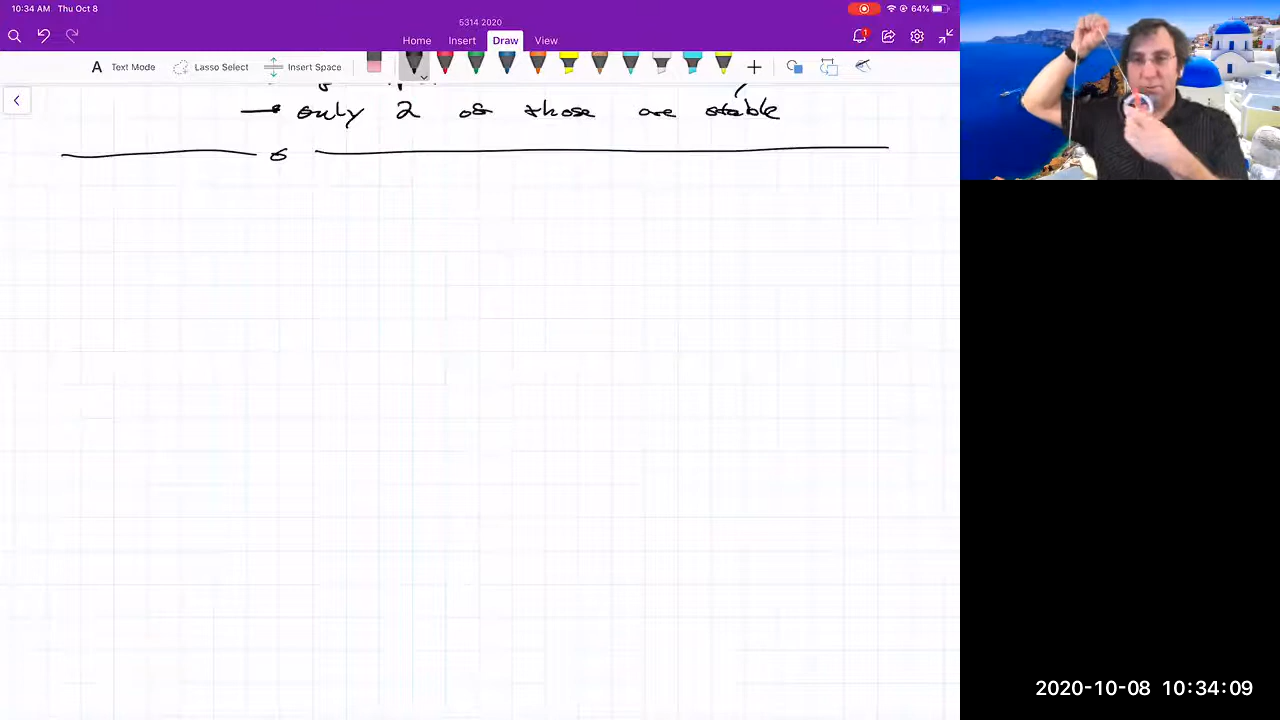 10:34 AM Thu Oct 8
64%
5314 2020
Home Insert Draw View
1
A Text Mode Lasso Select Insert Space
→ only 2 of those are stable
2020-10-08 10:34:09